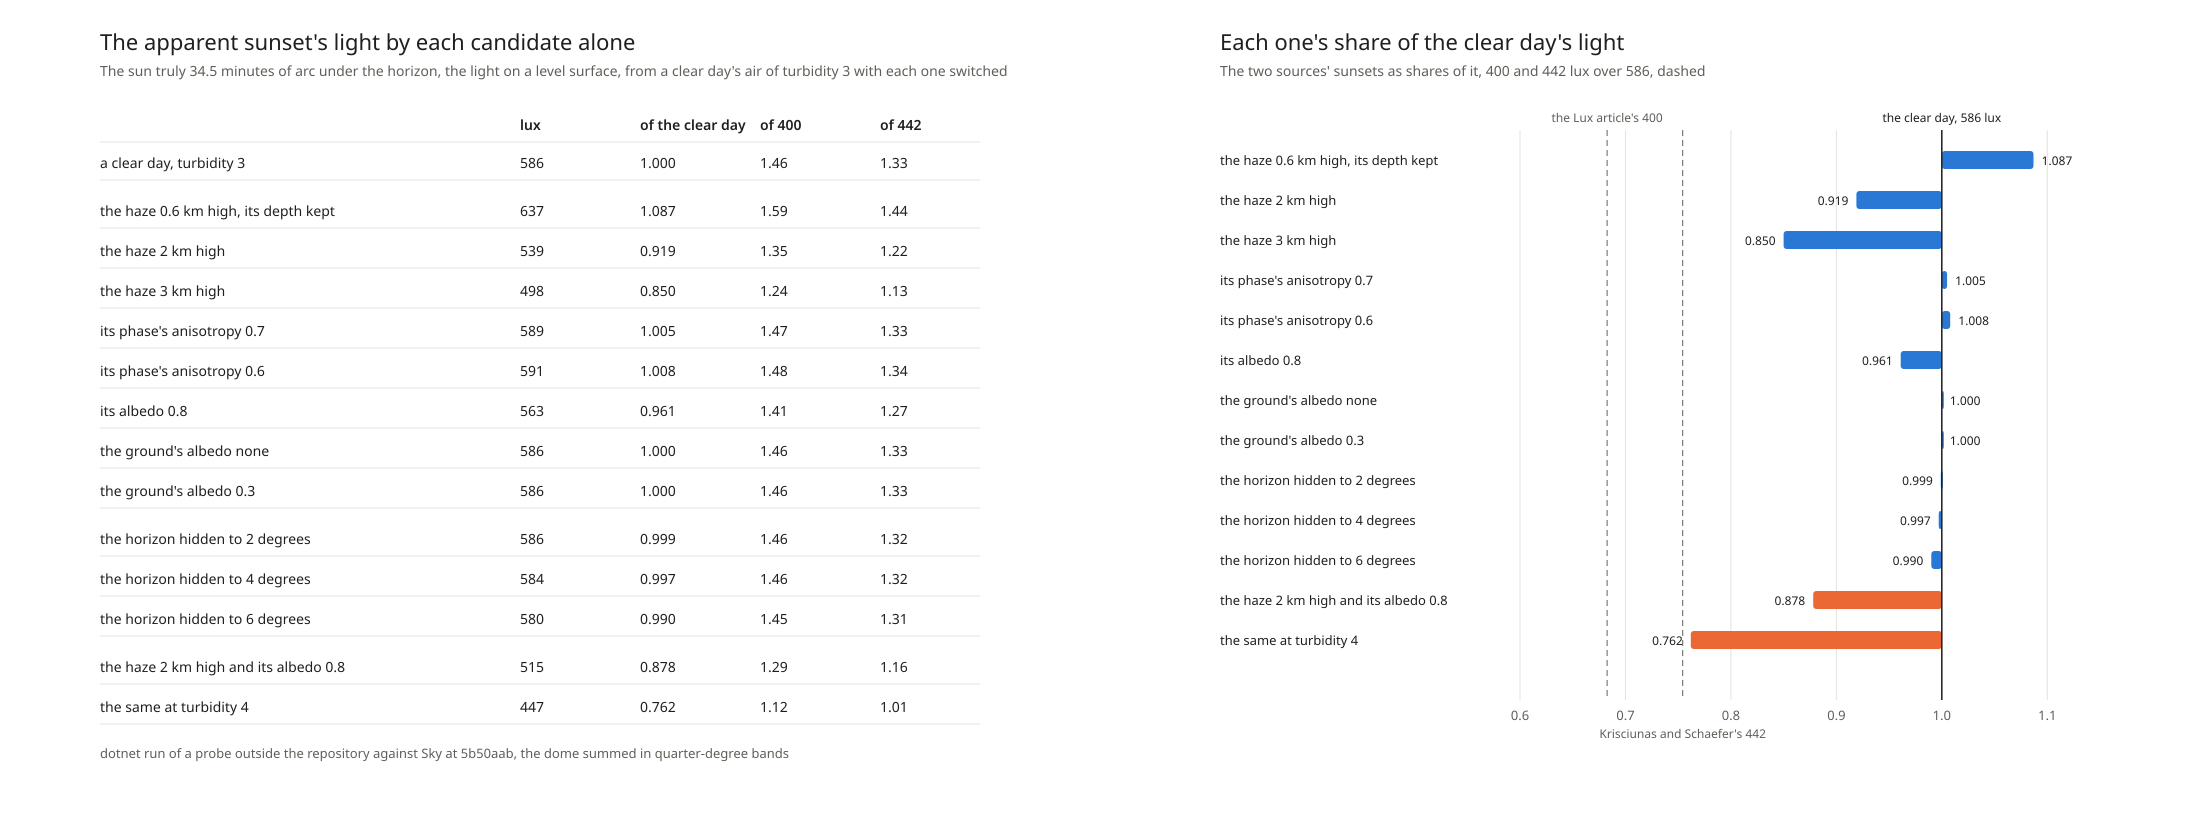 The apparent sunset's light by each candidate alone
The sun truly 34.5 minutes of arc under the horizon, the light on a level surface, from a clear day's air of turbidity 3 with each one switched
lux of the clear day of 400 of 442
a clear day, turbidity 3 586 1.000 1.46 1.33
the haze 0.6 km high, its depth kept 637 1.087 1.59 1.44
the haze 2 km high 539 0.919 1.35 1.22
the haze 3 km high 498 0.850 1.24 1.13
its phase's anisotropy 0.7 589 1.005 1.47 1.33
its phase's anisotropy 0.6 591 1.008 1.48 1.34
its albedo 0.8 563 0.961 1.41 1.27
the ground's albedo none 586 1.000 1.46 1.33
the ground's albedo 0.3 586 1.000 1.46 1.33
the horizon hidden to 2 degrees 586 0.999 1.46 1.32
the horizon hidden to 4 degrees 584 0.997 1.46 1.32
the horizon hidden to 6 degrees 580 0.990 1.45 1.31
the haze 2 km high and its albedo 0.8 515 0.878 1.29 1.16
the same at turbidity 4 447 0.762 1.12 1.01
dotnet run of a probe outside the repository against Sky at 5b50aab, the dome summed in quarter-degree bands
Each one's share of the clear day's light
The two sources' sunsets as shares of it, 400 and 442 lux over 586, dashed
the Lux article's 400 the clear day, 586 lux
the haze 0.6 km high, its depth kept 1.087
the haze 2 km high 0.919
the haze 3 km high 0.850
its phase's anisotropy 0.7 1.005
its phase's anisotropy 0.6 1.008
its albedo 0.8 0.961
the ground's albedo none 1.000
the ground's albedo 0.3 1.000
the horizon hidden to 2 degrees 0.999
the horizon hidden to 4 degrees 0.997
the horizon hidden to 6 degrees 0.990
the haze 2 km high and its albedo 0.8 0.878
the same at turbidity 4 0.762
0.6 0.7 0.8 0.9 1.0 1.1
Krisciunas and Schaefer's 442